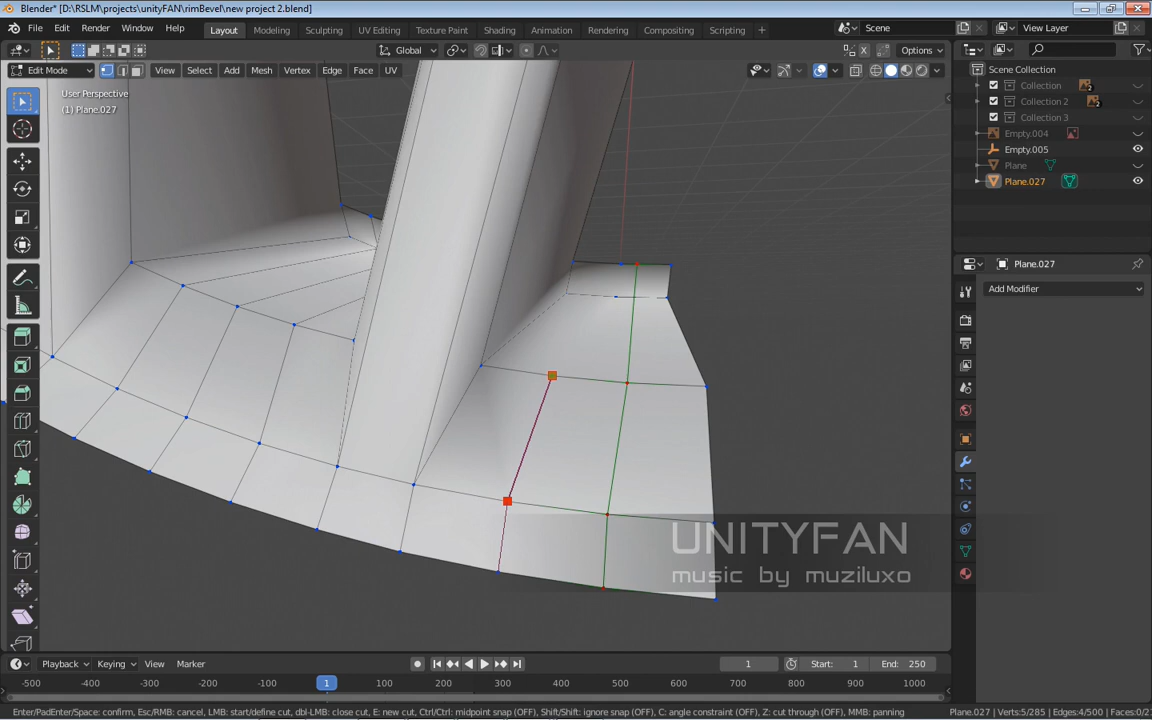 Blender* [D:\RSLM\projects\unityFAN\rimBevel\new project 2.blend]
File Edit Render Window Help Layout Modeling Sculpting UV Editing Texture Paint Shading Animation Rendering Compositing Scripting + Scene View Layer
Global Options
Edit Mode View Select Add Mesh Vertex Edge Face UV
X
User Perspective
(1) Plane.027
Scene Collection
Collection 2
Collection 2 2
Collection 3
Empty.004
Empty.005
Plane
Plane.027
Plane.027
Add Modifier
UNITYFAN
music by muziluxo
Playback Keying View Marker 1 Start: 1 End: 250
-500 -400 -300 -200 -100 1 100 200 300 400 500 600 700 800 900 1000
Enter/PadEnter/Space: confirm, Esc/RMB: cancel, LMB: start/define cut, dbl-LMB: close cut, E: new cut, Ctrl/Ctrl: midpoint snap (OFF), Shift/Shift: ignore snap (OFF), C: angle constraint (OFF), Z: cut through (OFF), MMB: panning Plane.027 | Verts:5/285 | Edges:4/500 | Faces:0/2